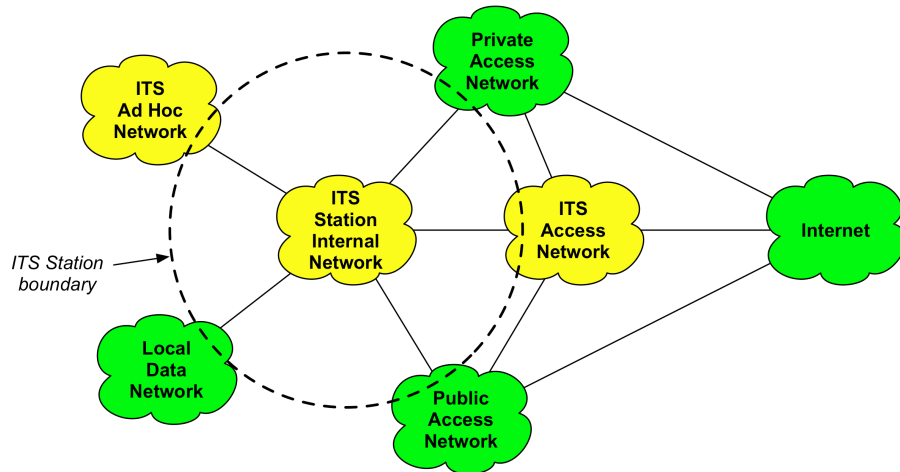 Private
Access
Network
ITS
Ad Hoc
Network
ITS
Station
Internal
Network
ITS
Access
Network
Internet
ITS Station
boundary
Local
Data
Network
Public
Access
Network